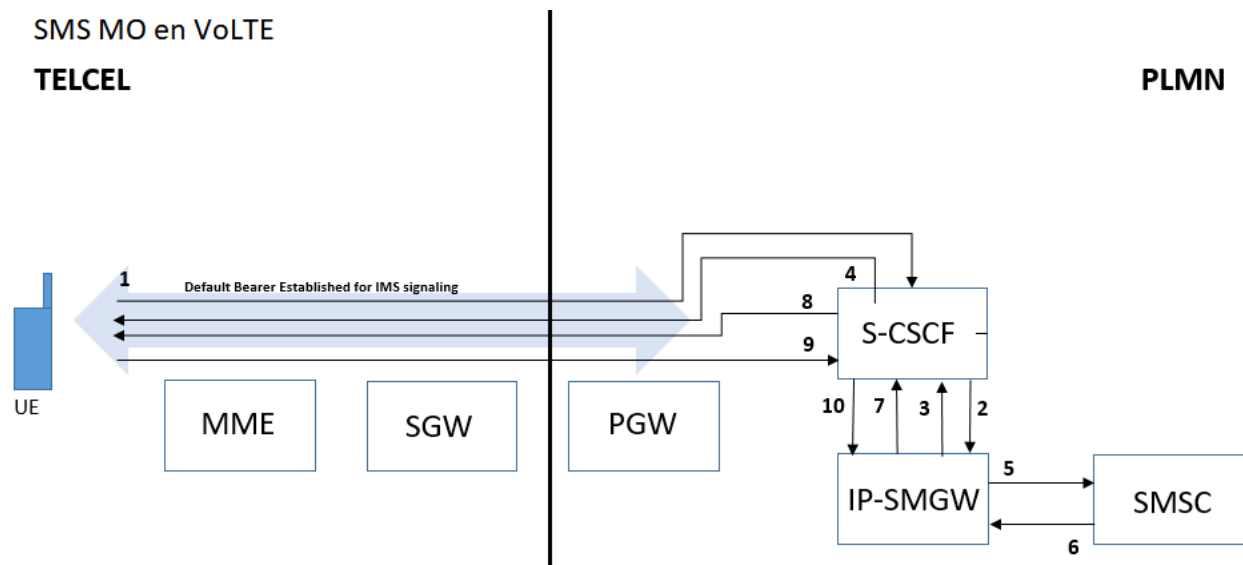 SMS MO en VoLTE
TELCEL
PLMN
1
Default Bearer Established for IMS signaling
4
8
S-CSCF
9
UE
MME
SGW
PGW
10
7
3
2
IP-SMGW
5
SMSC
6